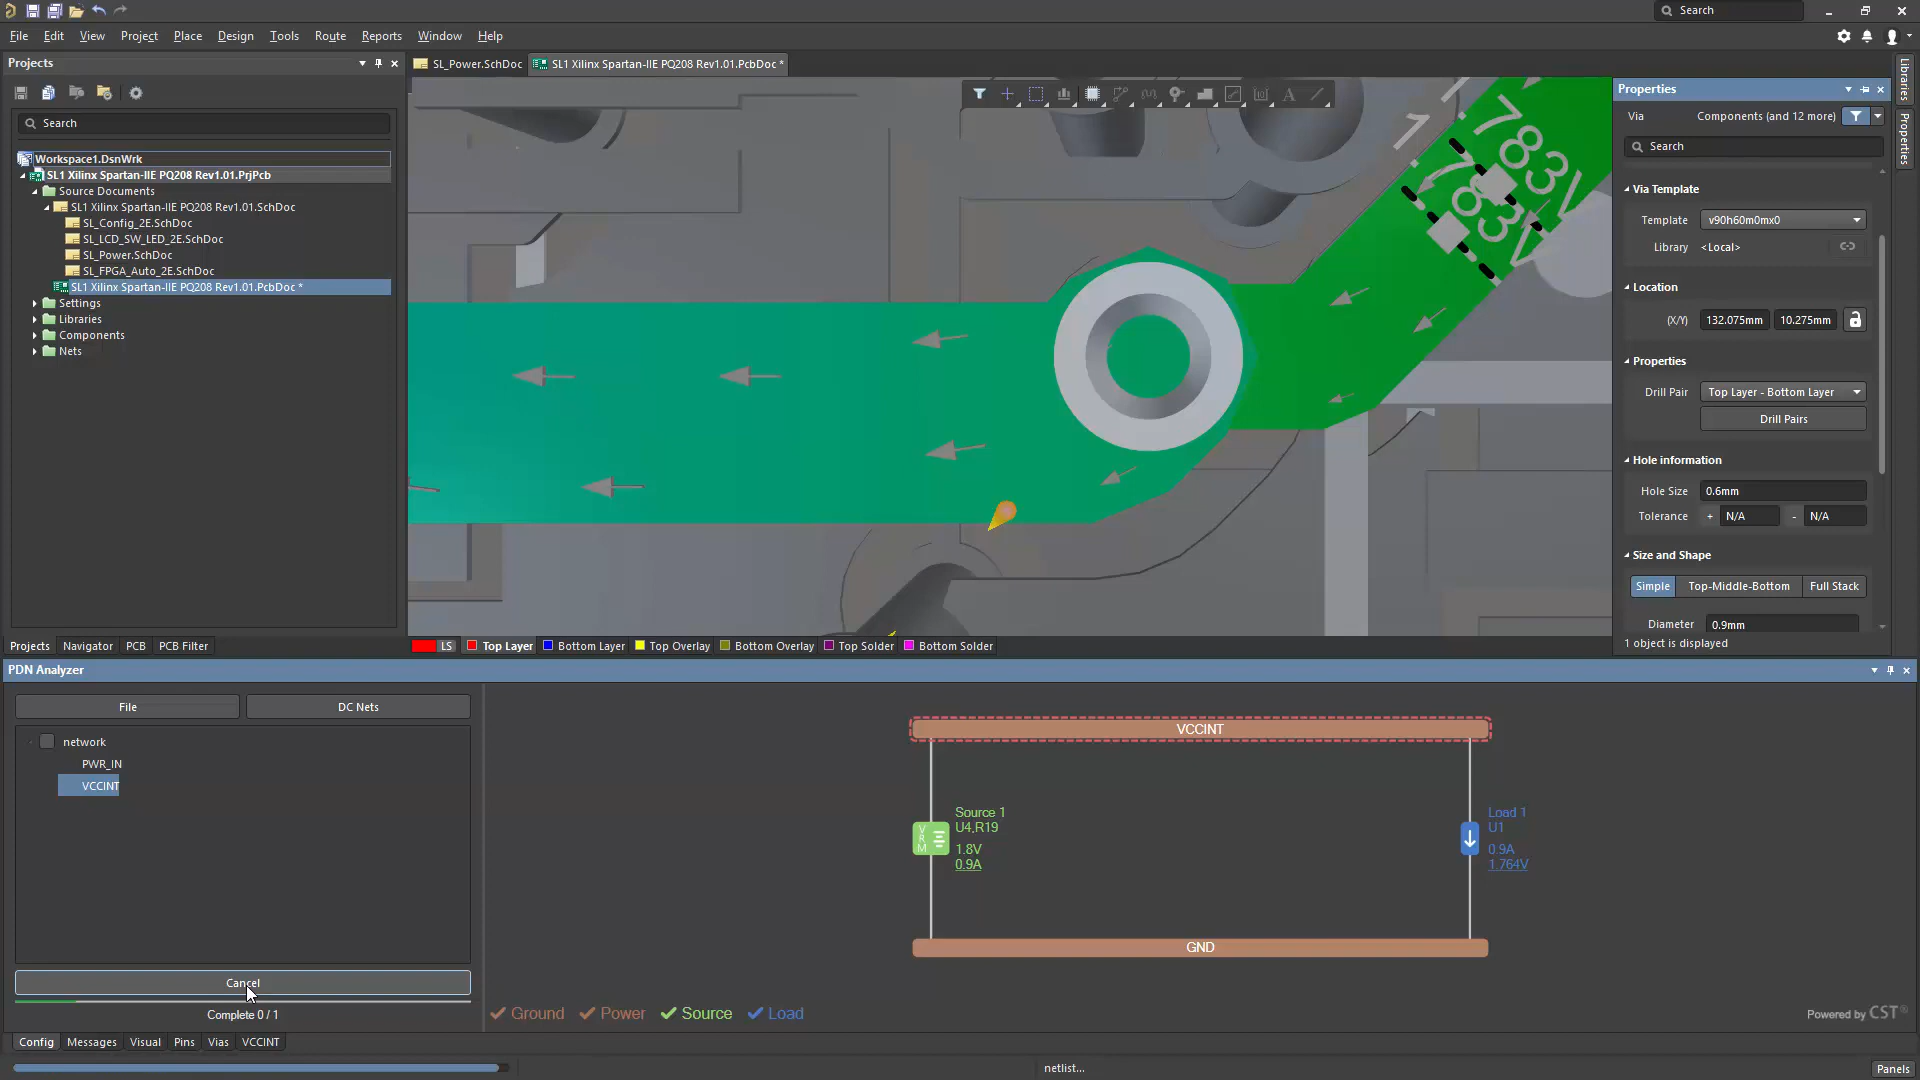 Search
File Edit View Project Place Design Tools Route Reports Window Help
Projects
SL_Power.SchDoc
SL1 Xilinx Spartan-IIE PQ208 Rev1.01.PcbDoc *
Search
Workspace1.DsnWrk
SL1 Xilinx Spartan-IIE PQ208 Rev1.01.PrjPcb
Source Documents
SL1 Xilinx Spartan-IIE PQ208 Rev1.01.SchDoc
SL_Config_2E.SchDoc
SL_LCD_SW_LED_2E.SchDoc
SL_Power.SchDoc
SL_FPGA_Auto_2E.SchDoc
SL1 Xilinx Spartan-IIE PQ208 Rev1.01.PcbDoc *
Settings
Libraries
Components
Nets
Projects Navigator PCB PCB Filter
1.783V
1.783V
LS Top Layer Bottom Layer Top Overlay Bottom Overlay Top Solder Bottom Solder
Properties
Via Components (and 12 more)
Search
Via Template
Template v90h60m0mx0
Library <Local>
Location
(X/Y) 132.075mm 10.275mm
Properties
Drill Pair Top Layer - Bottom Layer
Drill Pairs
Hole information
Hole Size 0.6mm
Tolerance + N/A - N/A
Size and Shape
Simple Top-Middle-Bottom Full Stack
Diameter 0.9mm
1 object is displayed
Libraries
Properties
PDN Analyzer
File DC Nets
network
PWR_IN
VCCINT
Cancel
Complete 0 / 1
VCCINT
VRM
Source 1
U4,R19
1.8V
0.9A
Load 1
U1
0.9A
1.764V
GND
Ground Power Source Load
Powered by CST®
Config Messages Visual Pins Vias VCCINT
netlist...
Panels